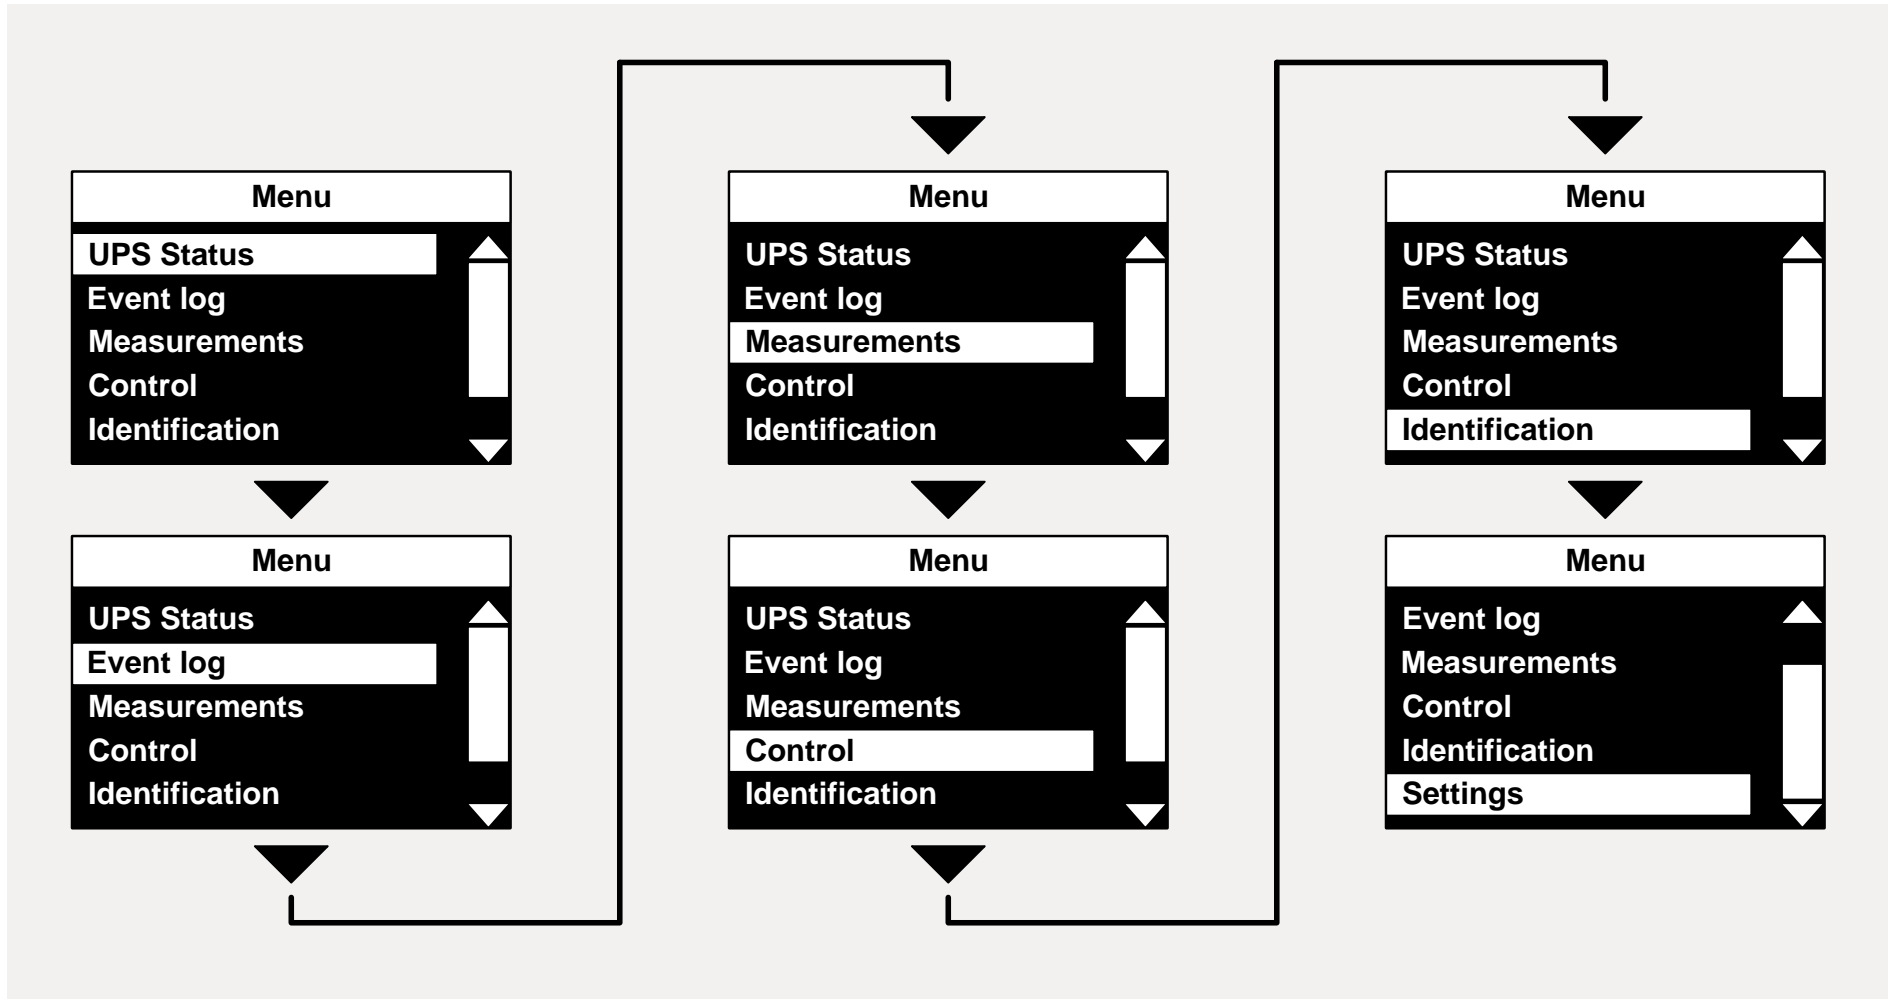 Menu
UPS Status
Event log
Measurements
Control
Identification
Menu
UPS Status
Event log
Measurements
Control
Identification
Menu
UPS Status
Event log
Measurements
Control
Identification
Menu
UPS Status
Event log
Measurements
Control
Identification
Menu
UPS Status
Event log
Measurements
Control
Identification
Menu
Event log
Measurements
Control
Identification
Settings